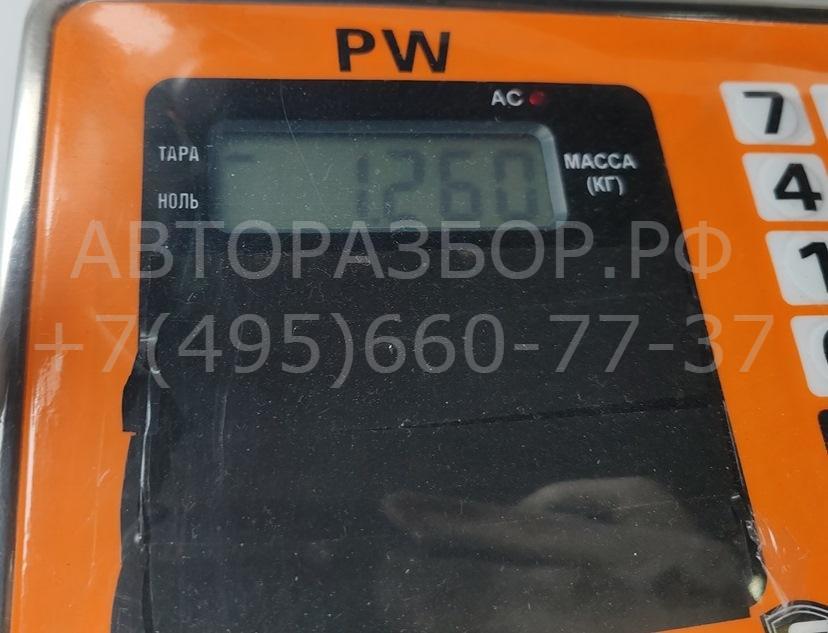 PW
AC
ТАРА
1.260
МАССА
(КГ)
НОЛЬ
7
4
1
АВТОРАЗБОР.РФ
+7(495)660-77-37